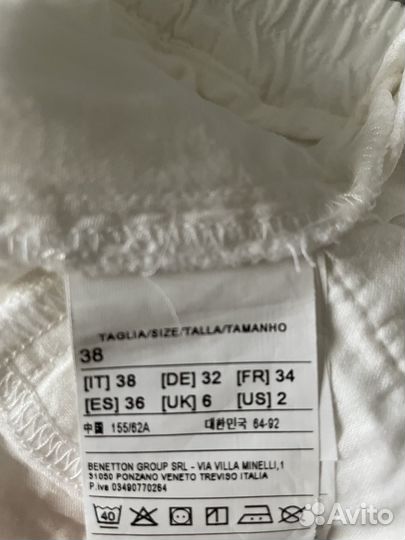 TAGLIA/SIZE/TALLA/TAMANHO
38
[IT] 38 [DE] 32 [FR] 34
[ES] 36 [UK] 6 [US] 2
中国 155/62A 대한민국 64-92
BENETTON GROUP SRL - VIA VILLA MINELLI,1
31050 PONZANO VENETO TREVISO ITALIA
P.iva 03490770264
40
Avito